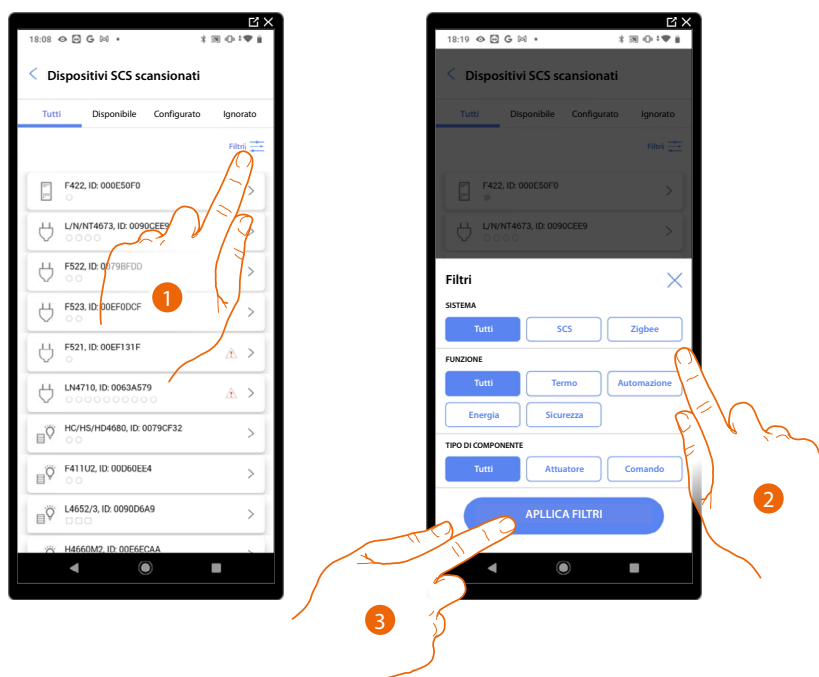 18:08 G
Dispositivi SCS scansionati
Tutti Disponibile Configurato Ignorato
Filtri
F422, ID: 000E50F0
L/N/NT4673, ID: 0090CEE9
F522, ID: 0079BFDD
F523, ID: 00EF0DCF
F521, ID: 00EF131F
LN4710, ID: 0063A579
HC/HS/HD4680, ID: 0079CF32
F411U2, ID: 00D60EE4
L4652/3, ID: 0090D6A9
H4660M2, ID: 00E6ECAA
1
18:19 G
Dispositivi SCS scansionati
Tutti Disponibile Configurato Ignorato
Filtri
F422, ID: 000E50F0
L/N/NT4673, ID: 0090CEE9
Filtri
SISTEMA
Tutti SCS Zigbee
FUNZIONE
Tutti Termo Automazione
Energia Sicurezza
TIPO DI COMPONENTE
Tutti Attuatore Comando
APLLICA FILTRI
2
3